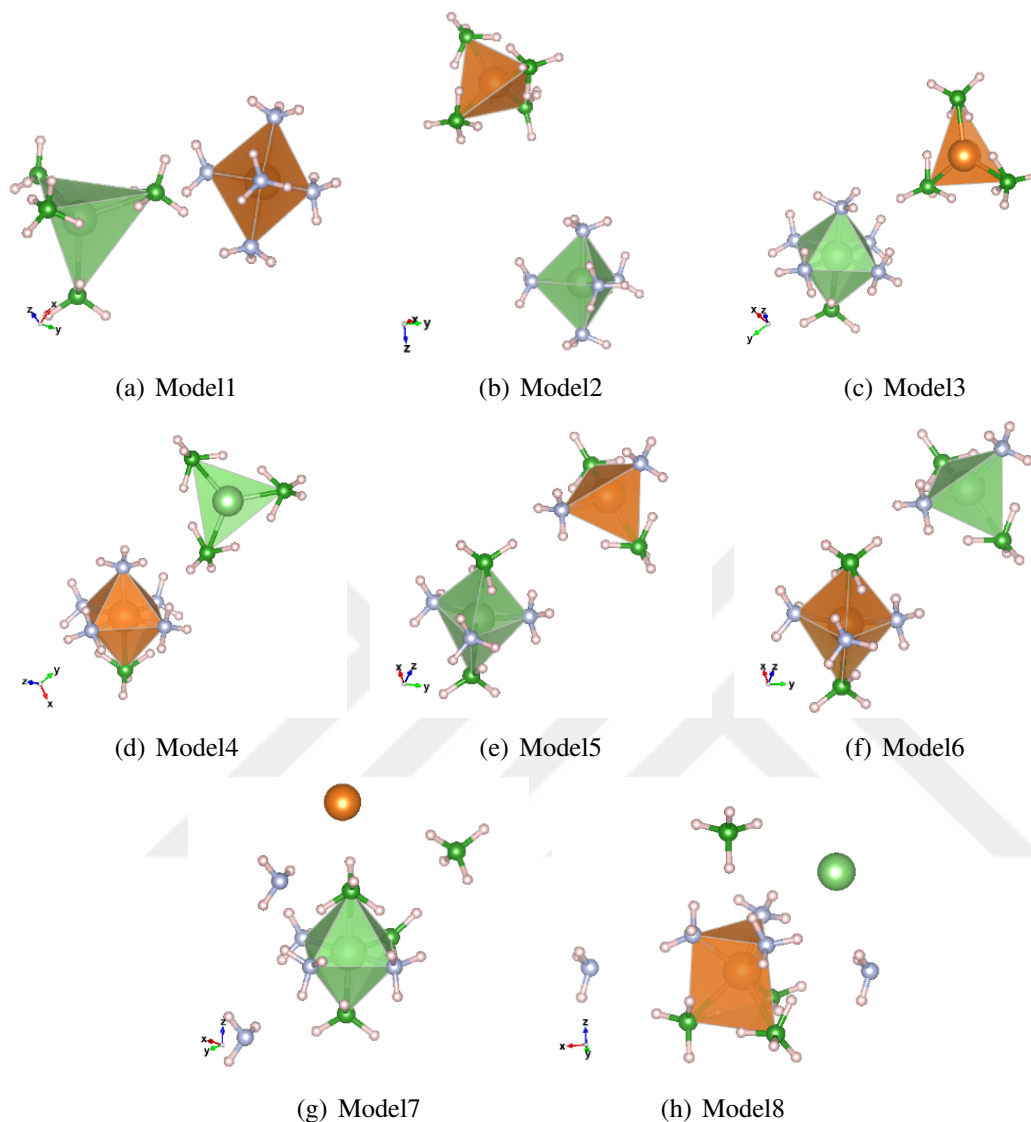 z x y
(a) Model1
x y z
(b) Model2
x z y
(c) Model3
z y x
(d) Model4
x z y
(e) Model5
x z y
(f) Model6
z x y
(g) Model7
z x y
(h) Model8